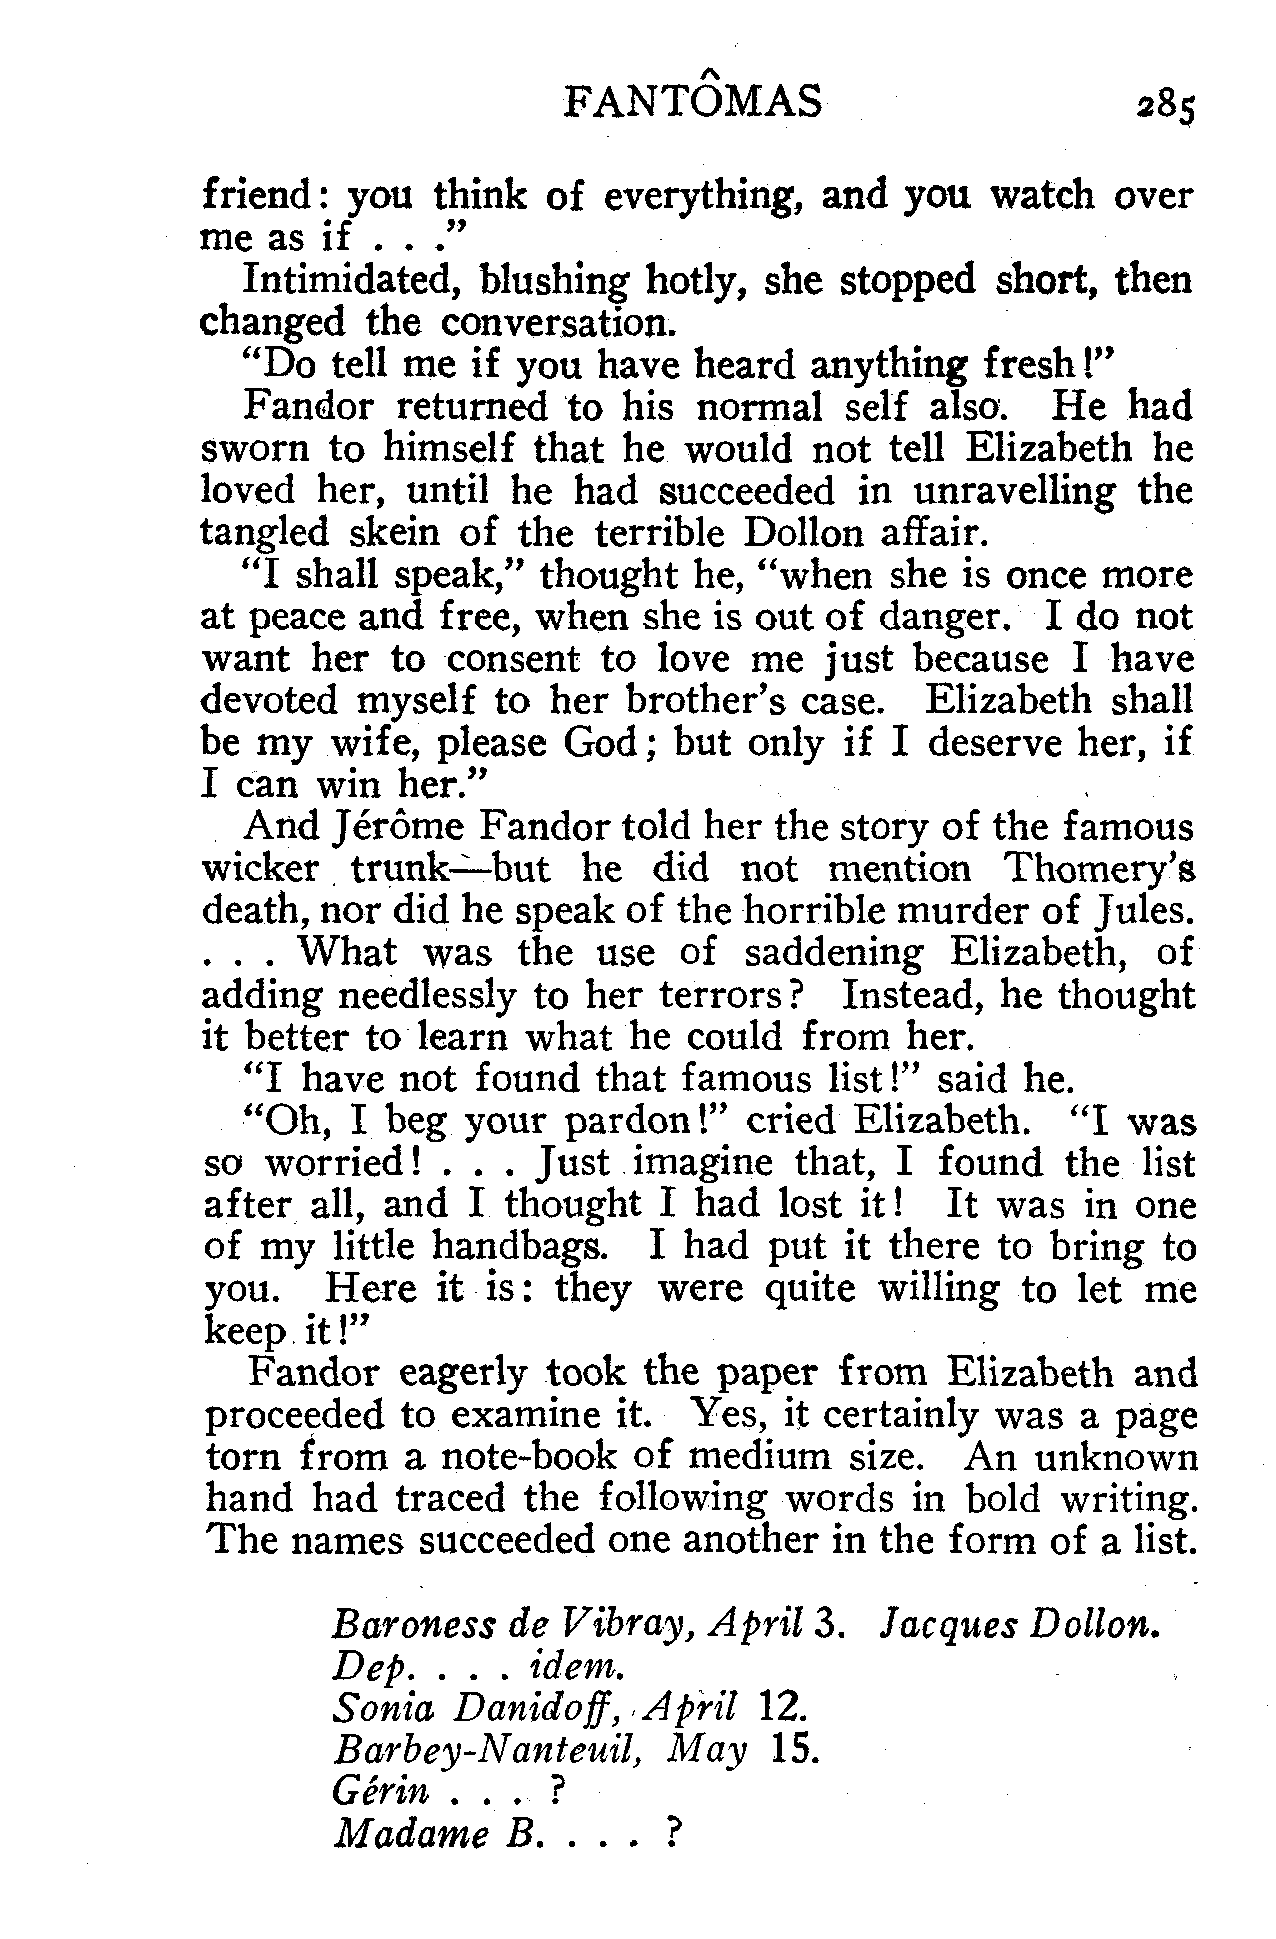 FANTÔMAS 285
friend: you think of everything, and you watch over
me as if . . ."
Intimidated, blushing hotly, she stopped short, then
changed the conversation.
"Do tell me if you have heard anything fresh!"
Fandor returned to his normal self also. He had
sworn to himself that he would not tell Elizabeth he
loved her, until he had succeeded in unravelling the
tangled skein of the terrible Dollon affair.
"I shall speak," thought he, "when she is once more
at peace and free, when she is out of danger. I do not
want her to consent to love me just because I have
devoted myself to her brother's case. Elizabeth shall
be my wife, please God; but only if I deserve her, if
I can win her."
And Jérôme Fandor told her the story of the famous
wicker trunk—but he did not mention Thomery's
death, nor did he speak of the horrible murder of Jules.
. . . What was the use of saddening Elizabeth, of
adding needlessly to her terrors? Instead, he thought
it better to learn what he could from her.
"I have not found that famous list!" said he.
"Oh, I beg your pardon!" cried Elizabeth. "I was
so worried! . . . Just imagine that, I found the list
after all, and I thought I had lost it! It was in one
of my little handbags. I had put it there to bring to
you. Here it is: they were quite willing to let me
keep it!"
Fandor eagerly took the paper from Elizabeth and
proceeded to examine it. Yes, it certainly was a page
torn from a note-book of medium size. An unknown
hand had traced the following words in bold writing.
The names succeeded one another in the form of a list.
Baroness de Vibray, April 3. Jacques Dollon.
Dep. . . . idem.
Sonia Danidoff, April 12.
Barbey-Nanteuil, May 15.
Gérin . . . ?
Madame B. . . . ?